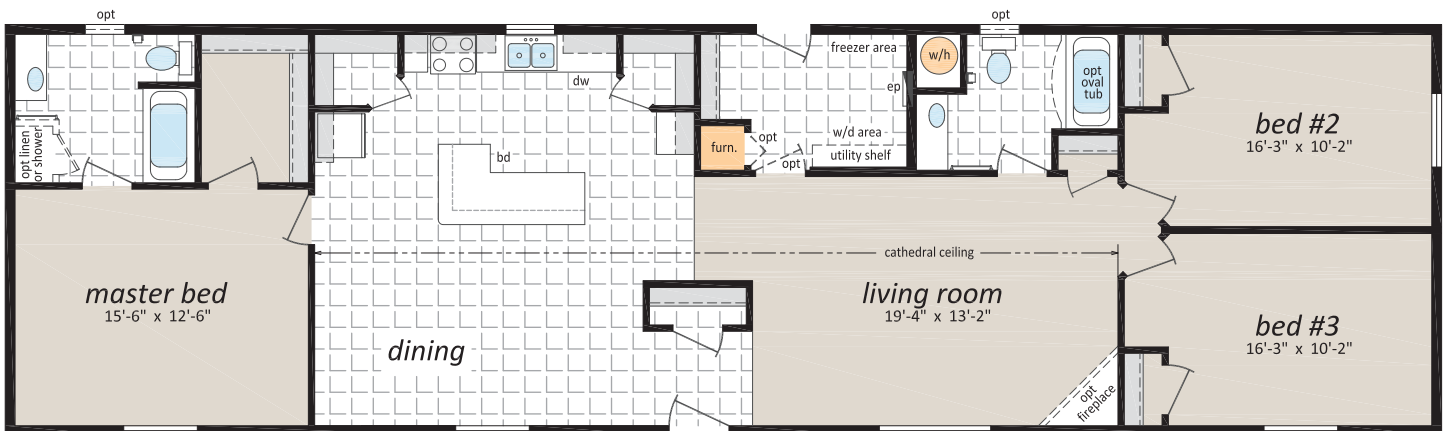 opt
opt
freezer area
w/h
dw
ep
opt
oval
tub
bed #2
16'-3" x 10'-2"
opt linen
or shower
bd
furn.
opt
opt
w/d area
utility shelf
cathedral ceiling
master bed
15'-6" x 12'-6"
living room
19'-4" x 13'-2"
dining
bed #3
16'-3" x 10'-2"
opt
fireplace